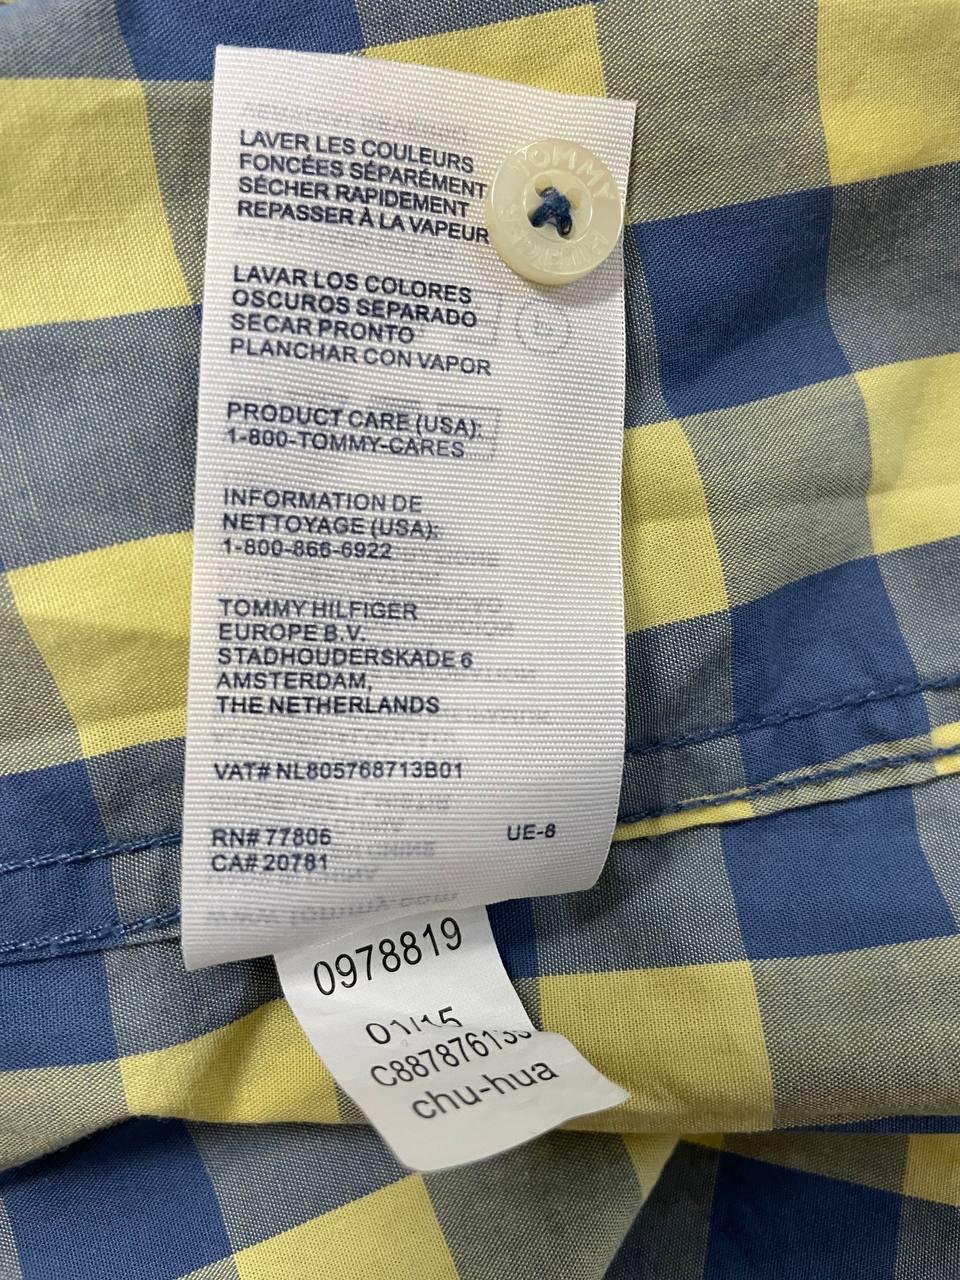 LAVER LES COULEURS
FONCÉES SÉPARÉMENT
SÉCHER RAPIDEMENT
REPASSER À LA VAPEUR
TOMMY
LAVAR LOS COLORES
OSCUROS SEPARADO
SECAR PRONTO
PLANCHAR CON VAPOR
PRODUCT CARE (USA):
1-800-TOMMY-CARES
INFORMATION DE
NETTOYAGE (USA):
1-800-866-6922
TOMMY HILFIGER
EUROPE B.V.
STADHOUDERSKADE 6
AMSTERDAM,
THE NETHERLANDS
VAT# NL805768713B01
RN# 77806
UE-8
CA# 20781
0978819
01/15
chu-hua